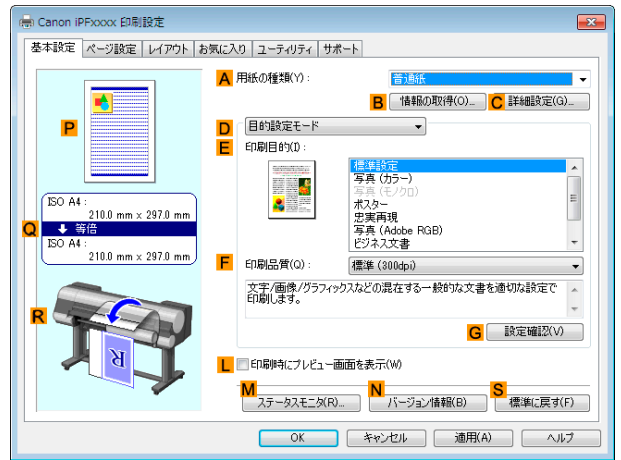 Canon iPFxxxx 印刷設定
基本設定 ページ設定 レイアウト お気に入り ユーティリティ サポート
A 用紙の種類(Y): 普通紙
B 情報の取得(O)... C 詳細設定(G)...
P
D 目的設定モード
E 印刷目的(I):
標準設定
写真 (カラー)
写真 (モノクロ)
ポスター
忠実再現
写真 (Adobe RGB)
ビジネス文書
ISO A4 :
210.0 mm x 297.0 mm
Q 等倍
ISO A4 :
210.0 mm x 297.0 mm
F 印刷品質(Q): 標準 (300dpi)
文字/画像/グラフィックスなどの混在する一般的な文書を適切な設定で
印刷します。
R
G 設定確認(V)
R
L 印刷時にプレビュー画面を表示(W)
M N S
ステータスモニタ(R)... バージョン情報(B) 標準に戻す(F)
OK キャンセル 適用(A) ヘルプ